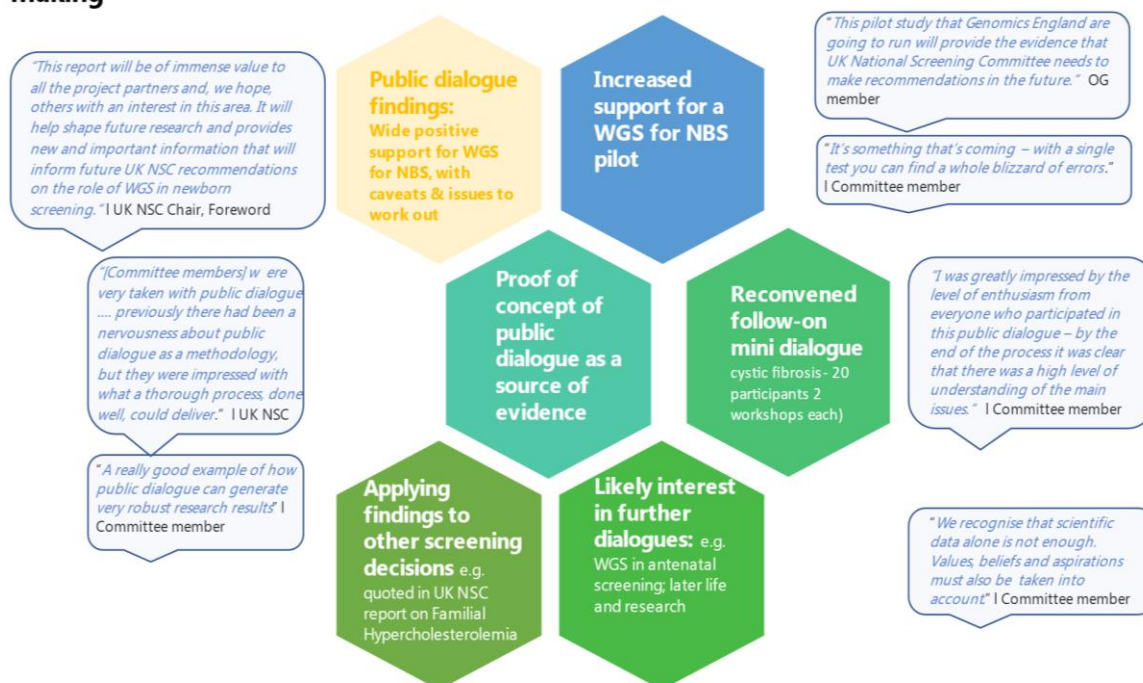 making
"This report will be of immense value to
all the project partners and, we hope,
others with an interest in this area. It will
help shape future research and provides
new and important information that will
inform future UK NSC recommendations
on the role of WGS in newborn
screening." l UK NSC Chair, Foreword
"[Committee members] w ere
very taken with public dialogue
.... previously there had been a
nervousness about public
dialogue as a methodology,
but they were impressed with
what a thorough process, done
well, could deliver." l UK NSC
"A really good example of how
public dialogue can generate
very robust research results" l
Committee member
Public dialogue
findings:
Wide positive
support for WGS
for NBS, with
caveats & issues to
work out
Increased
support for a
WGS for NBS
pilot
Proof of
concept of
public
dialogue as a
source of
evidence
Reconvened
follow-on
mini dialogue
cystic fibrosis- 20
participants 2
workshops each)
Applying
findings to
other screening
decisions e.g.
quoted in UK NSC
report on Familial
Hypercholesterolemia
Likely interest
in further
dialogues: e.g.
WGS in antenatal
screening; later life
and research
"This pilot study that Genomics England are
going to run will provide the evidence that
UK National Screening Committee needs to
make recommendations in the future." OG
member
"It's something that's coming – with a single
test you can find a whole blizzard of errors."
l Committee member
"I was greatly impressed by the
level of enthusiasm from
everyone who participated in
this public dialogue – by the
end of the process it was clear
that there was a high level of
understanding of the main
issues." l Committee member
"We recognise that scientific
data alone is not enough.
Values, beliefs and aspirations
must also be taken into
account" l Committee member